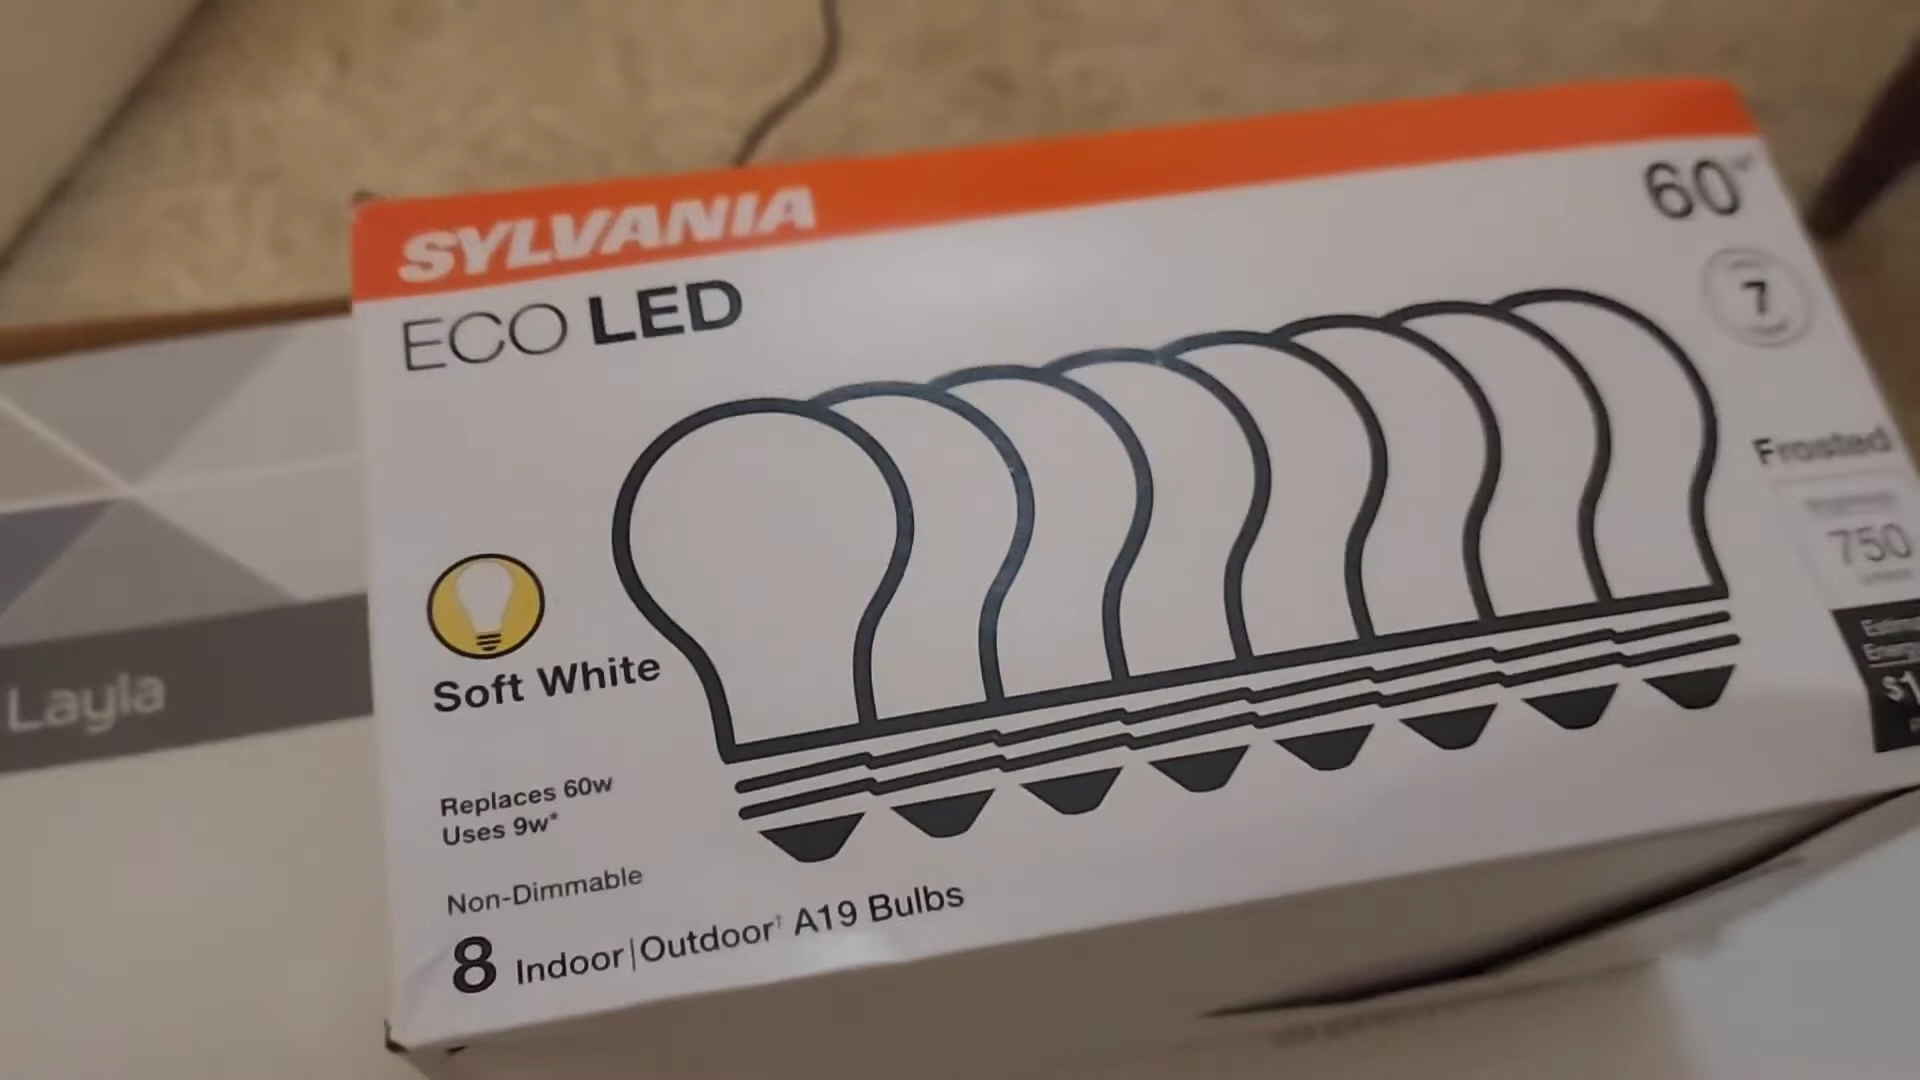 SYLVANIA
ECO LED
60
7
Frosted
750
Soft White
Layla
$1
Replaces 60w
Uses 9w*
Non-Dimmable
8 Indoor|Outdoor† A19 Bulbs